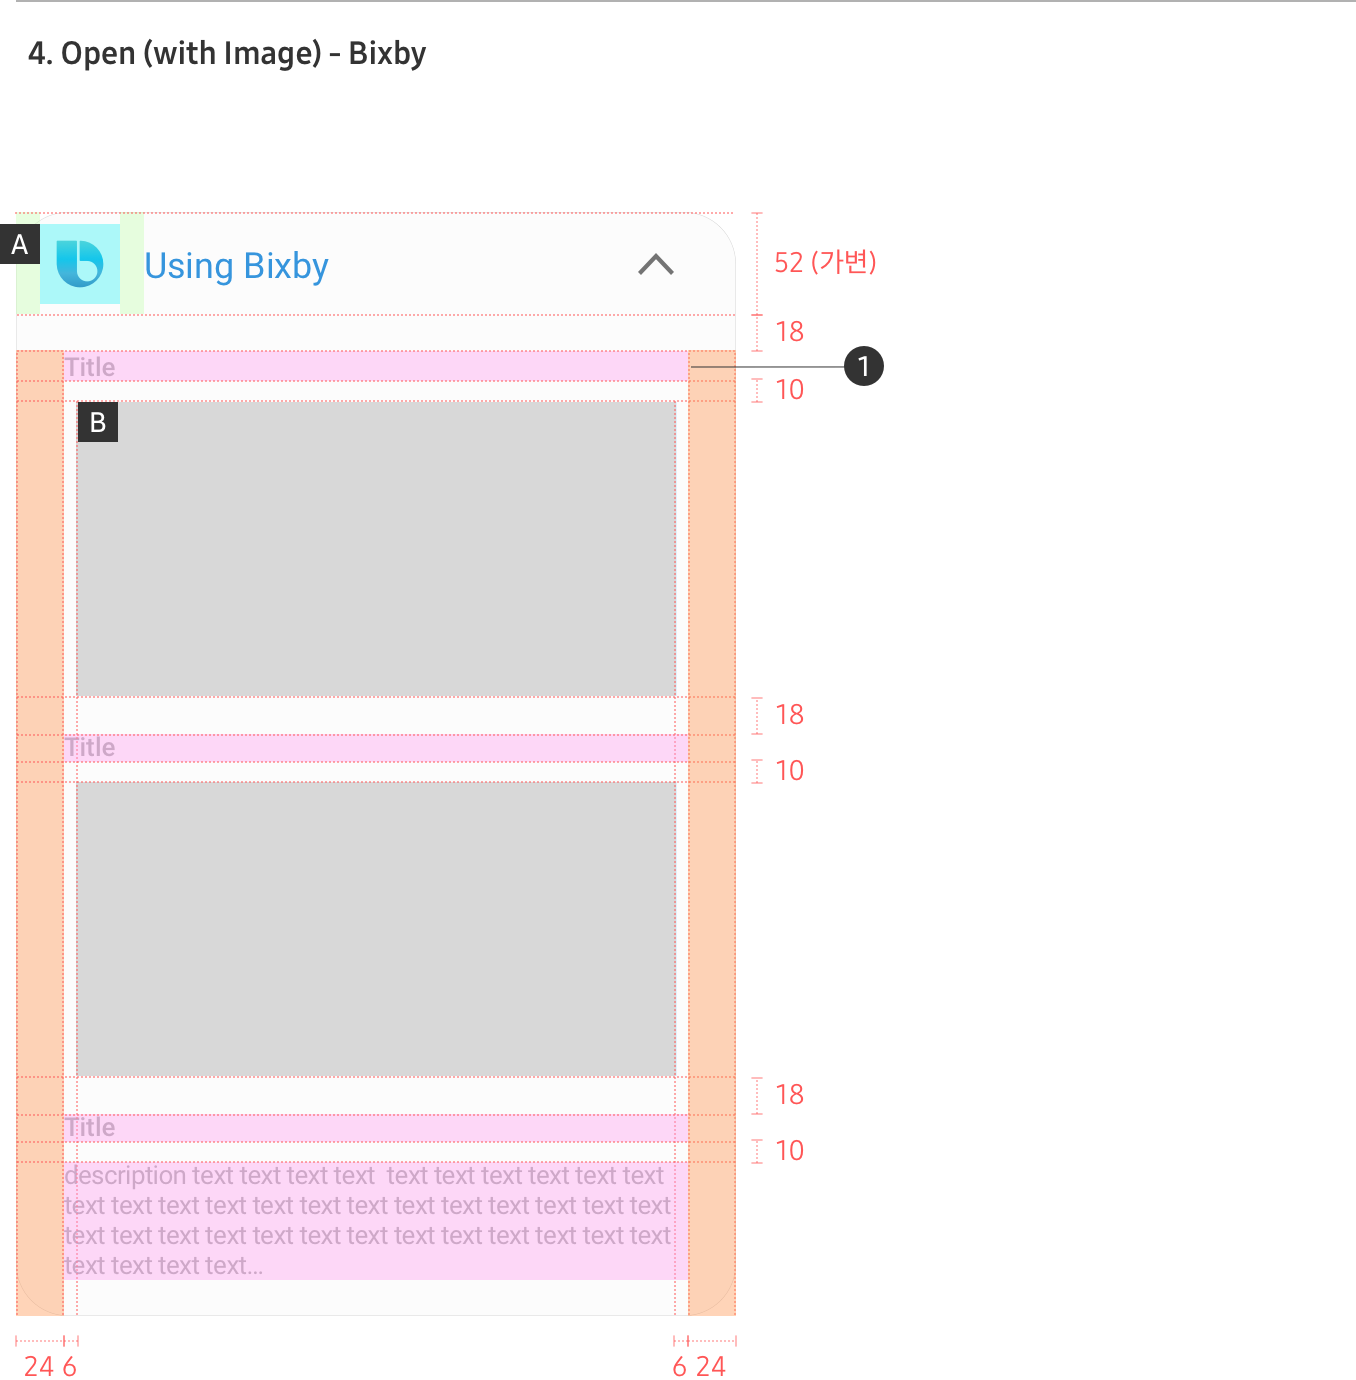 4. Open (with Image) - Bixby
A
Using Bixby
52 (가변)
18
Title
1
10
B
18
Title
10
18
Title
10
description text text text text  text text text text text text
text text text text text text text text text text text text text
text text text text text text text text text text text text text
text text text text...
24 6
6 24